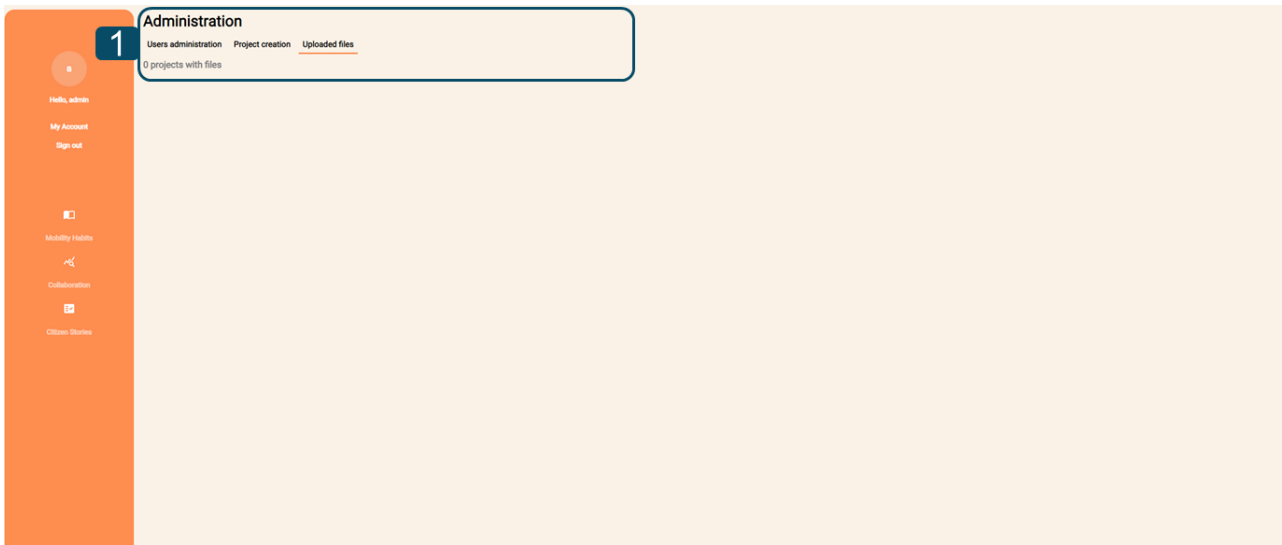 Administration
1
Users administration Project creation Uploaded files
0 projects with files
Hello, admin
My Account
Sign out
Mobility Habits
Collaboration
Citizen Stories